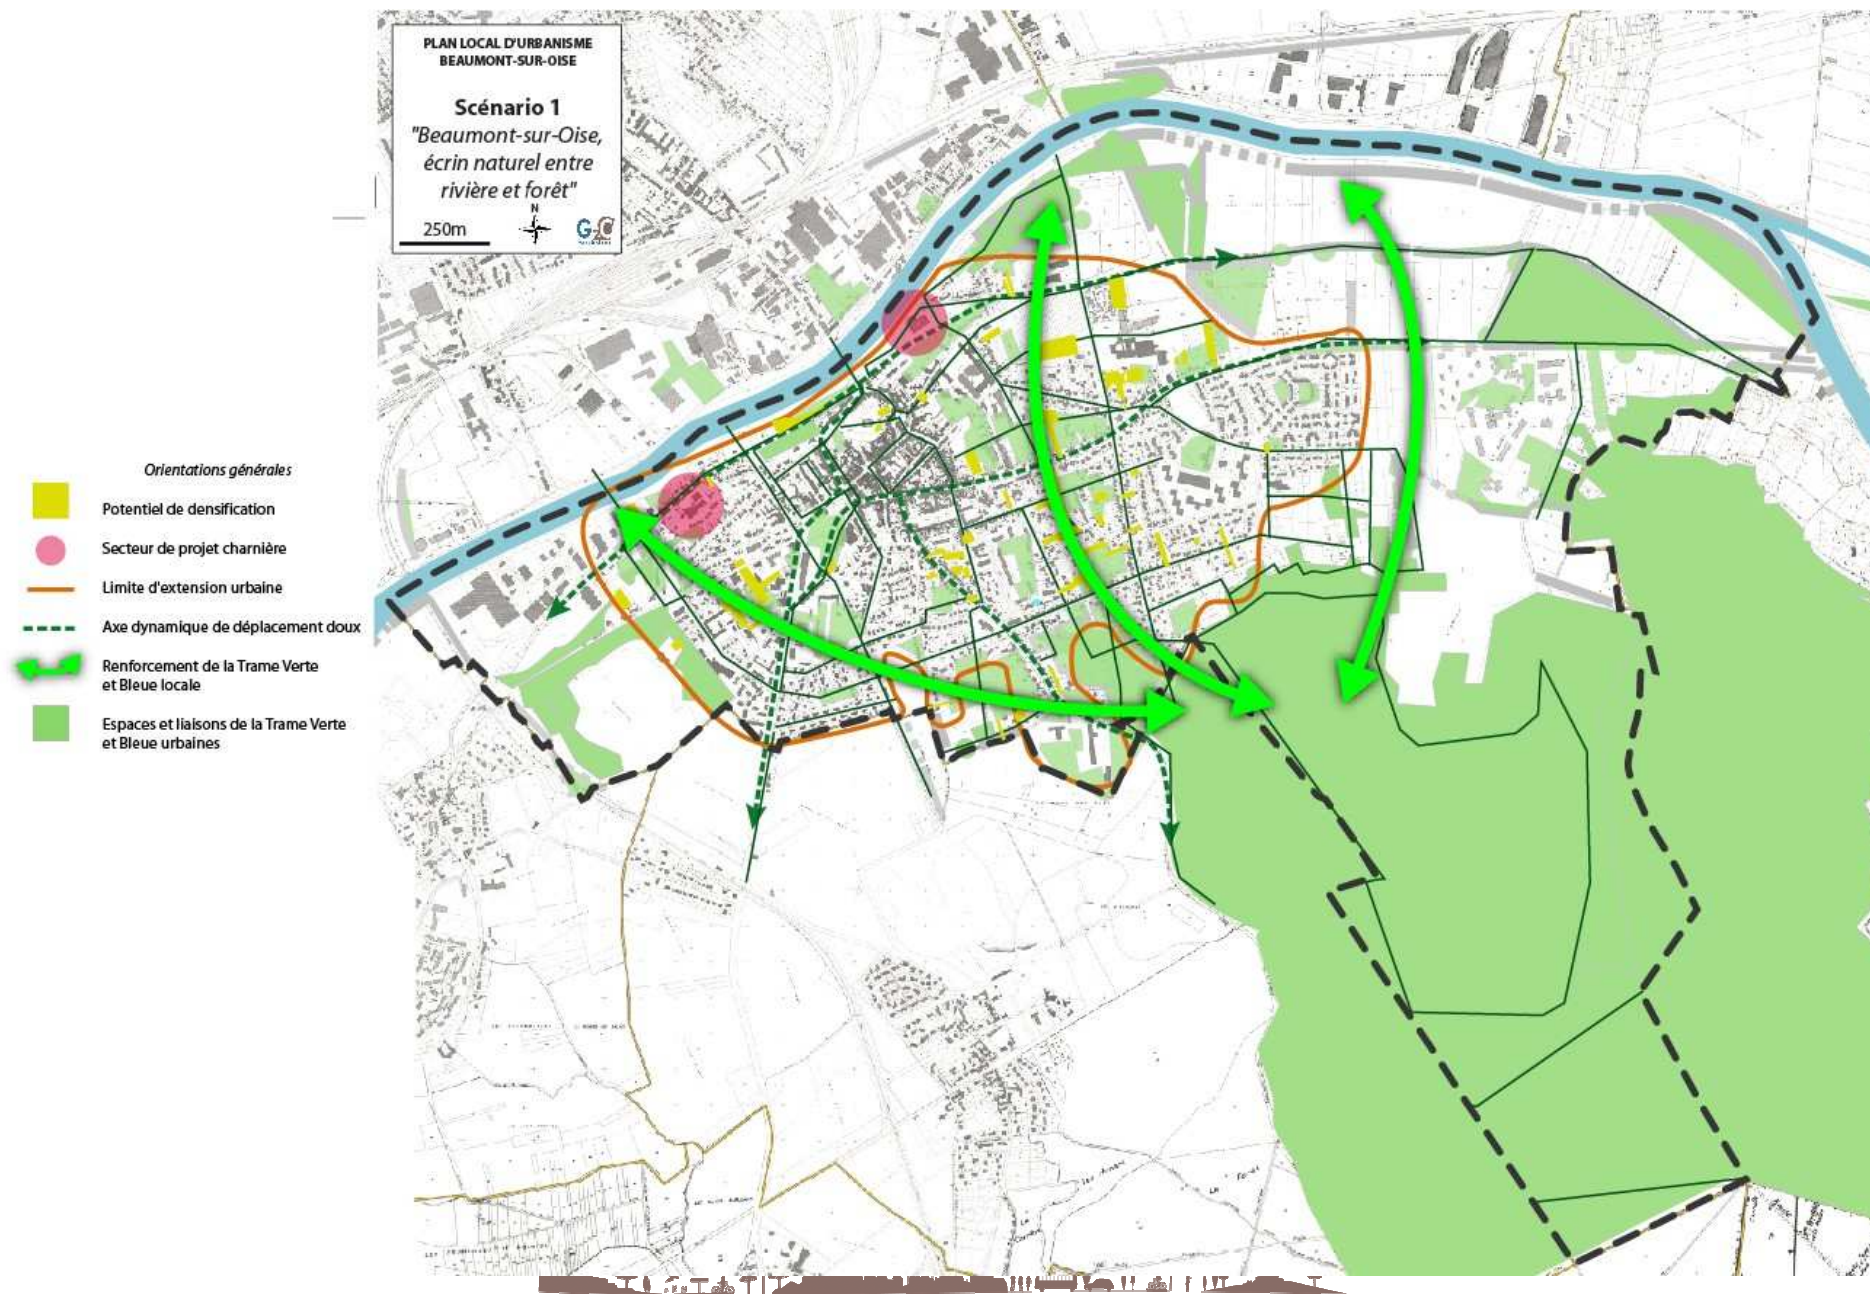 PLAN LOCAL D'URBANISME
BEAUMONT-SUR-OISE
Scénario 1
"Beaumont-sur-Oise,
écrin naturel entre
rivière et forêt"
N
250m
Orientations générales
Potentiel de densification
Secteur de projet charnière
Limite d'extension urbaine
Axe dynamique de déplacement doux
Renforcement de la Trame Verte
et Bleue locale
Espaces et liaisons de la Trame Verte
et Bleue urbaines